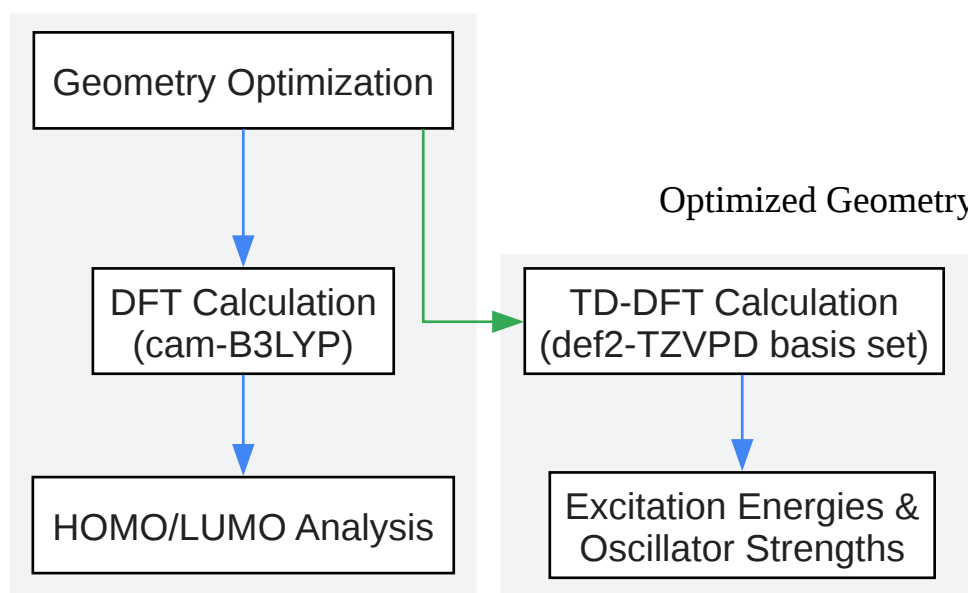 Geometry Optimization
Optimized Geometry
DFT Calculation
(cam-B3LYP)
TD-DFT Calculation
(def2-TZVPD basis set)
HOMO/LUMO Analysis
Excitation Energies &
Oscillator Strengths